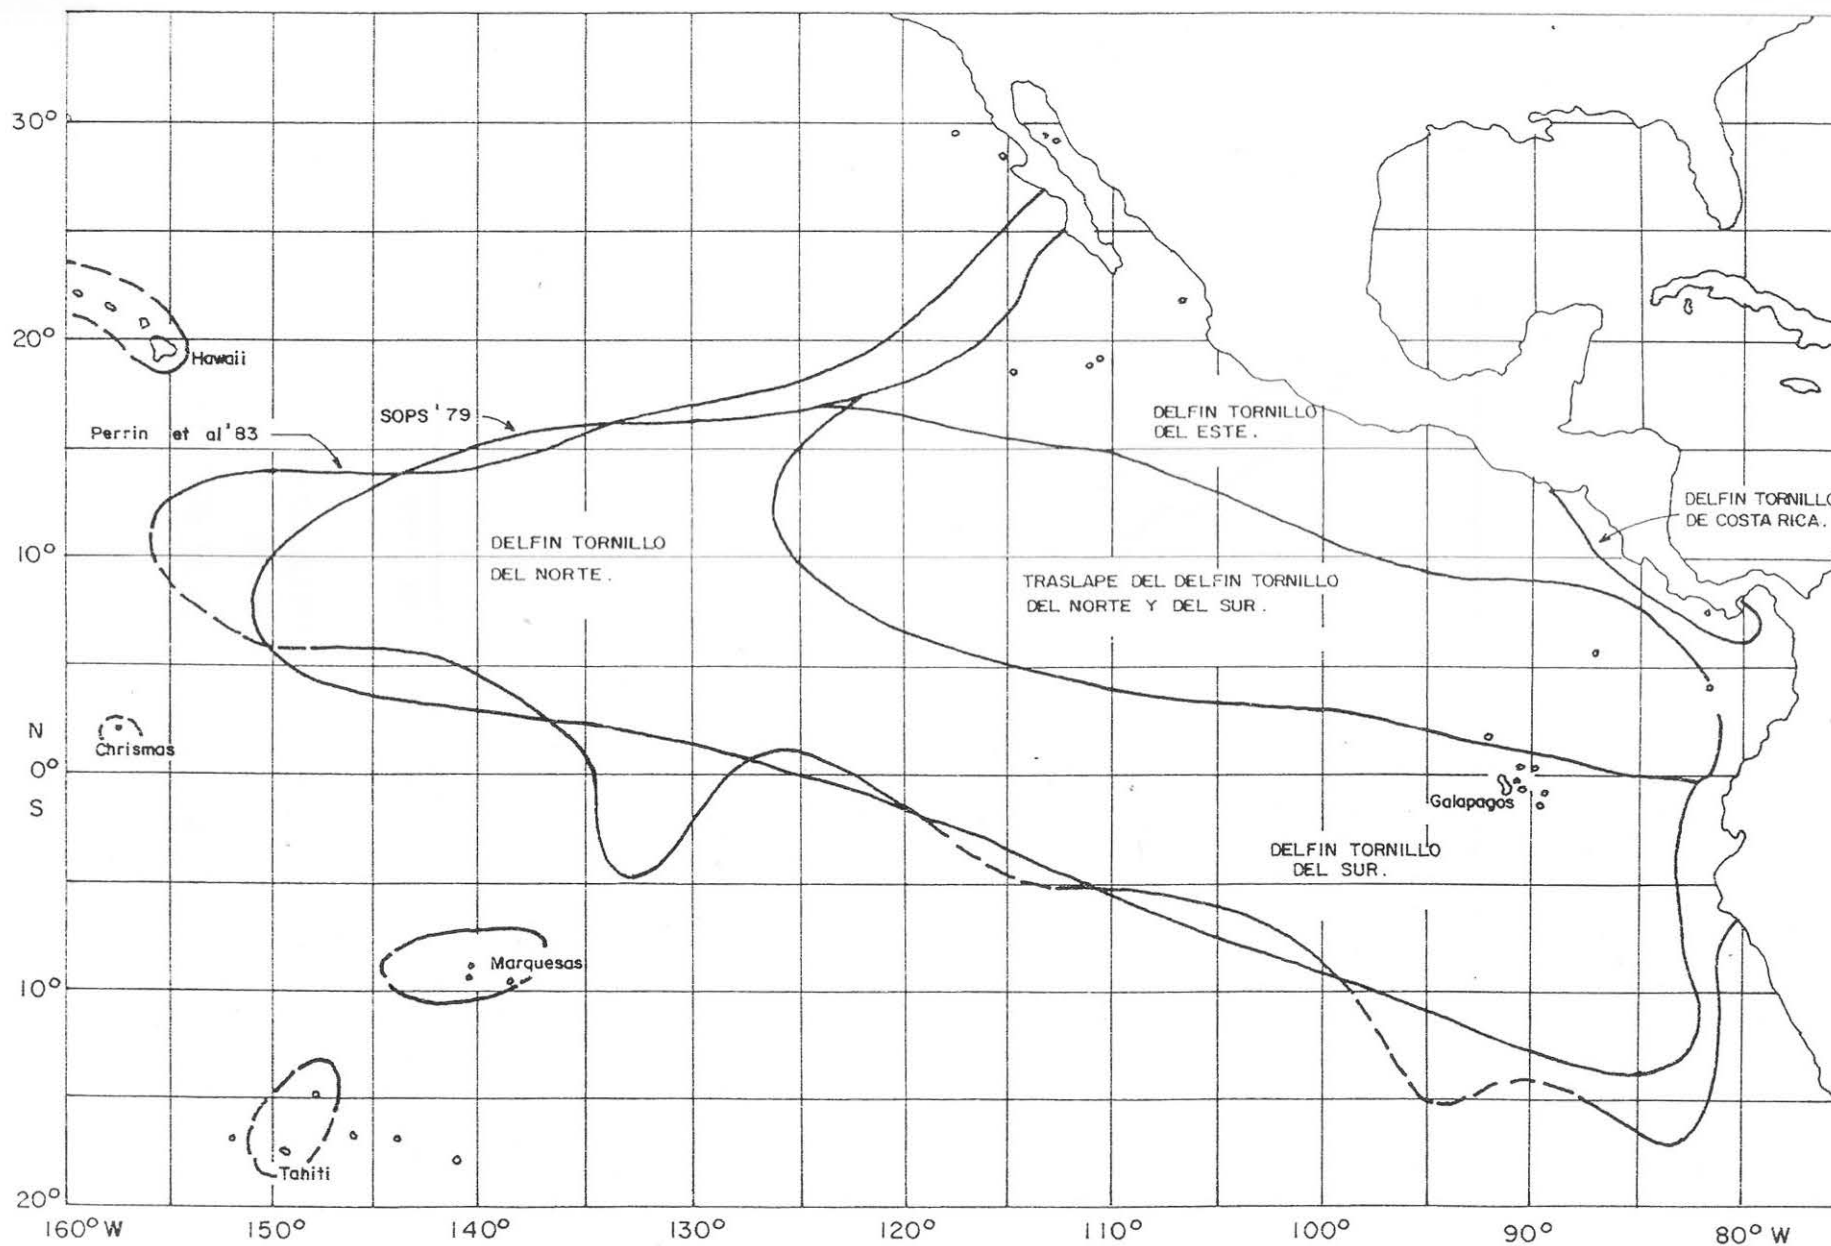 30°
20°
Hawaii
SOPS '79
Perrin et al '83
DELFIN TORNILLO
DEL ESTE.
DELFIN TORNILLO
DE COSTA RICA.
DELFIN TORNILLO
DEL NORTE.
10°
TRASLAPE DEL DELFIN TORNILLO
DEL NORTE Y DEL SUR.
N
Chrismas
0°
S
Galapagos
DELFIN TORNILLO
DEL SUR.
Marquesas
10°
Tahiti
20°
160° W 150° 140° 130° 120° 110° 100° 90° 80° W